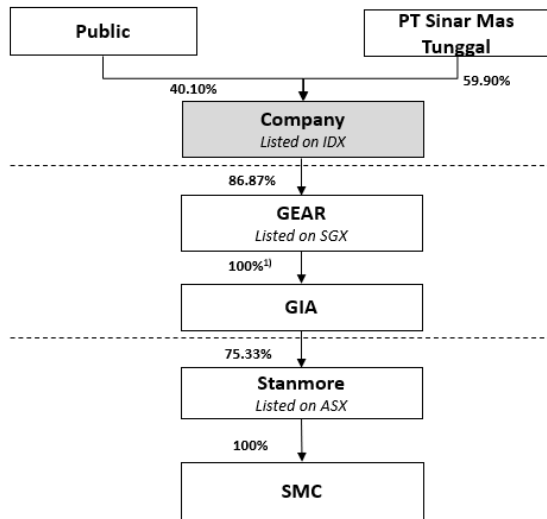 Public
PT Sinar Mas
Tunggal
40.10%
59.90%
Company
Listed on IDX
86.87%
GEAR
Listed on SGX
100%¹⁾
GIA
75.33%
Stanmore
Listed on ASX
100%
SMC